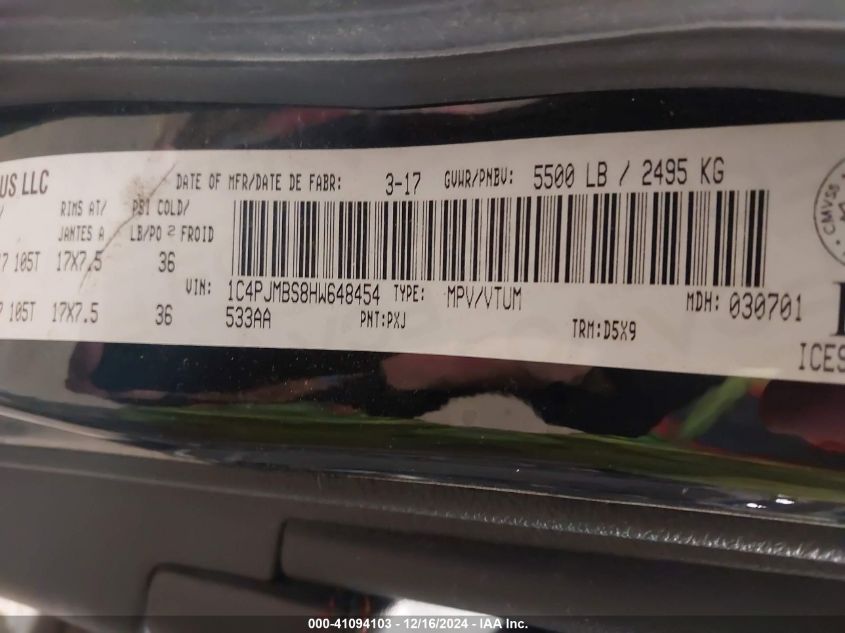 US LLC
DATE OF MFR/DATE DE FABR: 3-17 GVWR/PNBV: 5500 LB / 2495 KG
RIMS AT/ PSI COLD/
JANTES A LB/PO 2 FROID
7 105T 17X7.5 36
VIN: 1C4PJMBS8HW648454 TYPE: MPV/VTUM MDH: 030701
7 105T 17X7.5 36 533AA PNT:PXJ TRM:D5X9
CMVSS
ICES
000-41094103 - 12/16/2024 - IAA Inc.